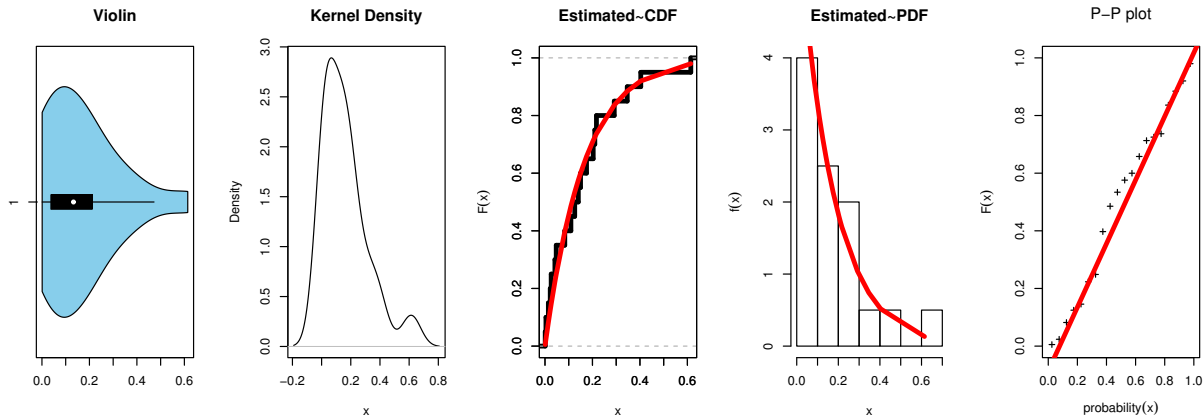 Violin
1
0.0 0.2 0.4 0.6
Kernel Density
Density
0.0 0.5 1.0 1.5 2.0 2.5 3.0
−0.2 0.2 0.4 0.6 0.8
x
Estimated~CDF
F(x)
0.0 0.2 0.4 0.6 0.8 1.0
0.0 0.2 0.4 0.6
x
Estimated~PDF
f(x)
0 1 2 3 4
0.0 0.2 0.4 0.6
x
P−P plot
F(x)
0.0 0.2 0.4 0.6 0.8 1.0
0.0 0.2 0.4 0.6 0.8 1.0
probability(x)